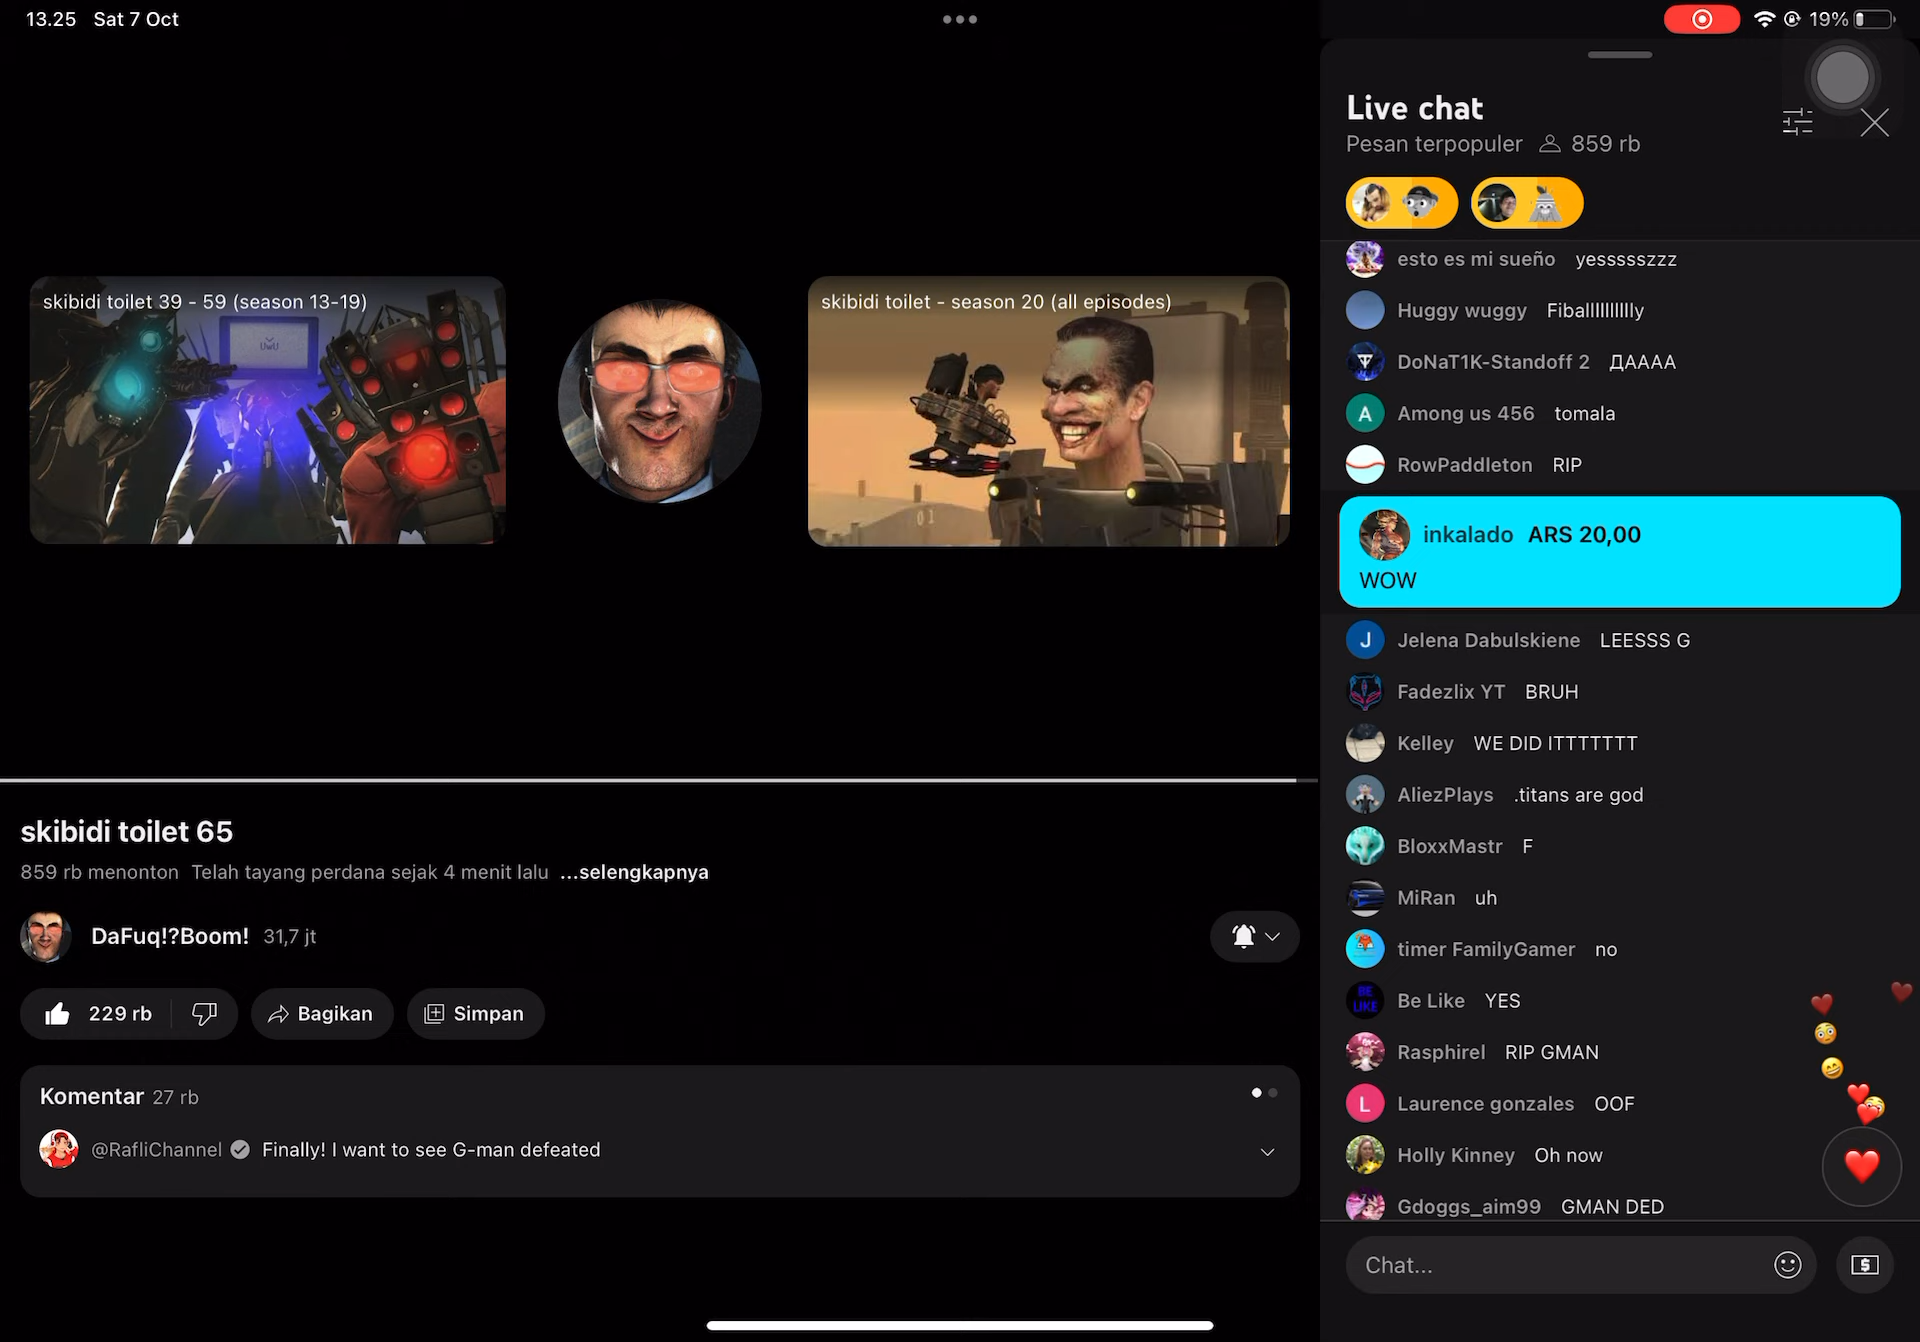 13.25 Sat 7 Oct
19%
skibidi toilet 39 - 59 (season 13-19)
UwU
skibidi toilet - season 20 (all episodes)
01
skibidi toilet 65
859 rb menonton Telah tayang perdana sejak 4 menit lalu ...selengkapnya
DaFuq!?Boom! 31,7 jt
229 rb
Bagikan
Simpan
Komentar 27 rb
@RafliChannel Finally! I want to see G-man defeated
Live chat
Pesan terpopuler 859 rb
esto es mi sueño yessssszzz
Huggy wuggy Fiballlllllllly
DoNaT1K-Standoff 2 ДАААА
A Among us 456 tomala
RowPaddleton RIP
inkalado ARS 20,00
WOW
J Jelena Dabulskiene LEESSS G
Fadezlix YT BRUH
Kelley WE DID ITTTTTTT
AliezPlays .titans are god
BloxxMastr F
MiRan uh
timer FamilyGamer no
BE LIKE Be Like YES
Rasphirel RIP GMAN
L Laurence gonzales OOF
Holly Kinney Oh now
Gdoggs_aim99 GMAN DED
Chat...